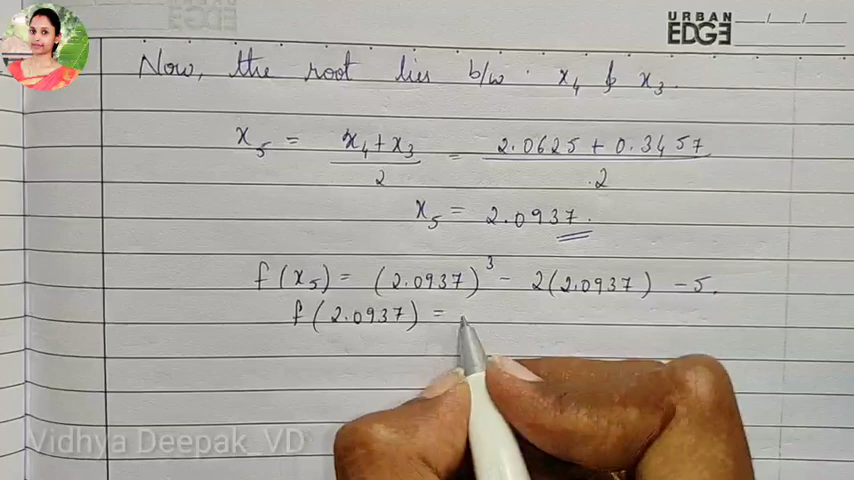 URBAN
EDGE
Now, the root lies b/w x₄ & x₃.
x₅ = x₄ + x₃ / 2 = 2.0625 + 0.3457 / 2
x₅ = 2.0937.
f(x₅) = (2.0937)³ - 2(2.0937) - 5.
f(2.0937) =
Vidhya Deepak_VD